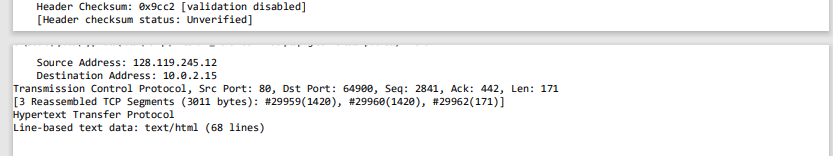 Header Checksum: 0x9cc2 [validation disabled]
[Header checksum status: Unverified]
Source Address: 128.119.245.12
Destination Address: 10.0.2.15
Transmission Control Protocol, Src Port: 80, Dst Port: 64900, Seq: 2841, Ack: 442, Len: 171
[3 Reassembled TCP Segments (3011 bytes): #29959(1420), #29960(1420), #29962(171)]
Hypertext Transfer Protocol
Line-based text data: text/html (68 lines)